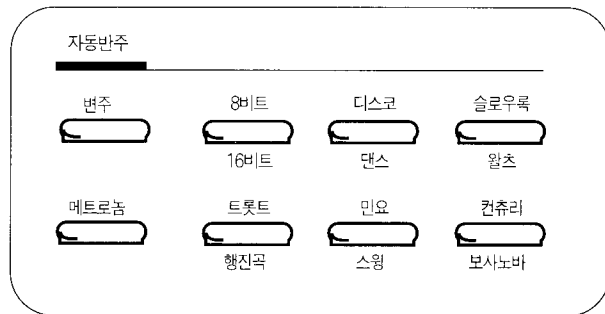 자동반주
변주 8비트 디스코 슬로우록
16비트 댄스 왈츠
메트로놈 트롯트 민요 컨츄리
행진곡 스윙 보사노바